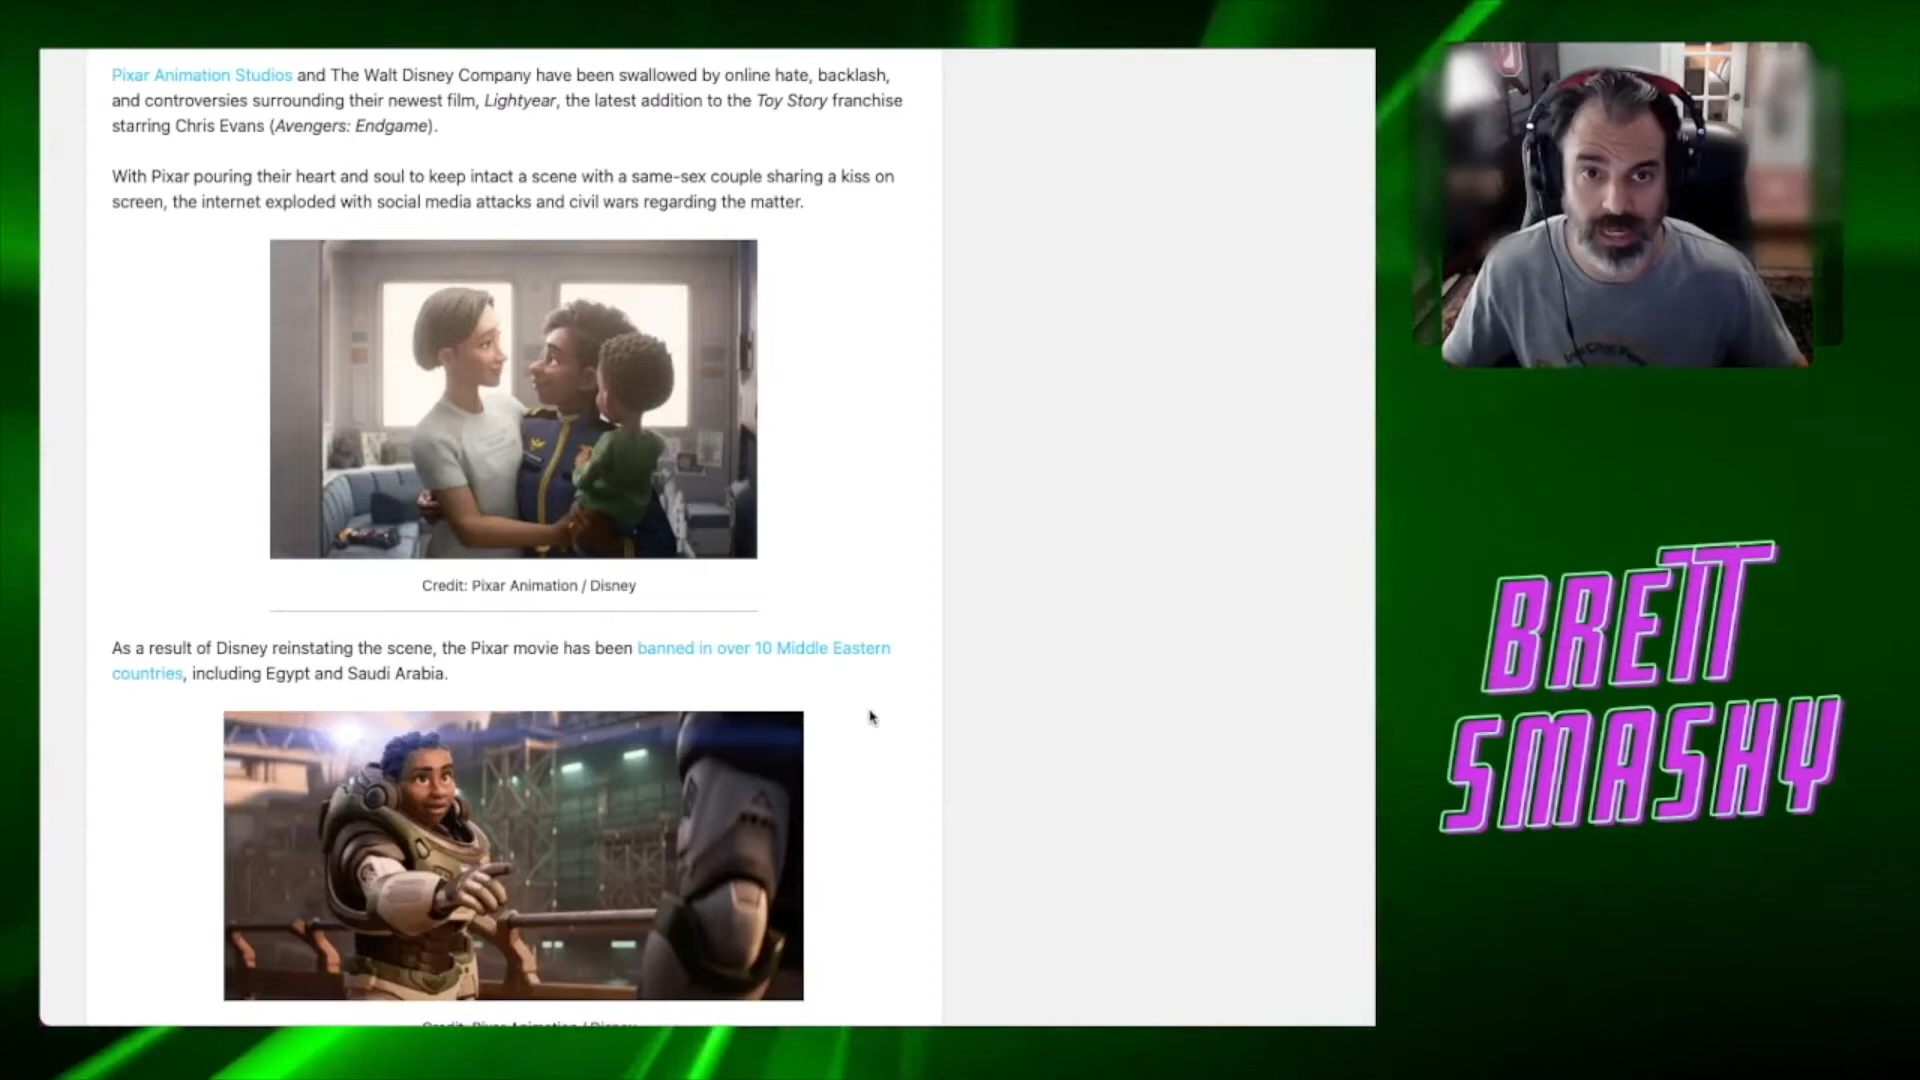 Pixar Animation Studios and The Walt Disney Company have been swallowed by online hate, backlash,
and controversies surrounding their newest film, Lightyear, the latest addition to the Toy Story franchise
starring Chris Evans (Avengers: Endgame).
With Pixar pouring their heart and soul to keep intact a scene with a same-sex couple sharing a kiss on
screen, the internet exploded with social media attacks and civil wars regarding the matter.
Credit: Pixar Animation / Disney
As a result of Disney reinstating the scene, the Pixar movie has been banned in over 10 Middle Eastern
countries, including Egypt and Saudi Arabia.
Credit: Pixar Animation / Disney
BRETT
SMASHY